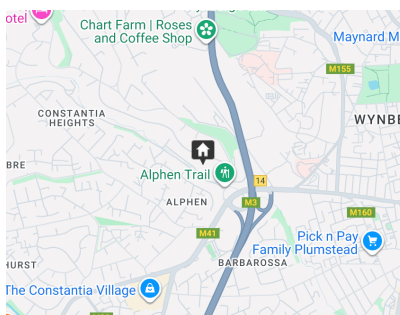 otel
Chart Farm | Roses
and Coffee Shop
Maynard M
M155
CONSTANTIA
HEIGHTS
WYNBE
BRE
Alphen Trail
14
ALPHEN
M3
M160
M41
Pick n Pay
Family Plumstead
HURST
BARBAROSSA
The Constantia Village